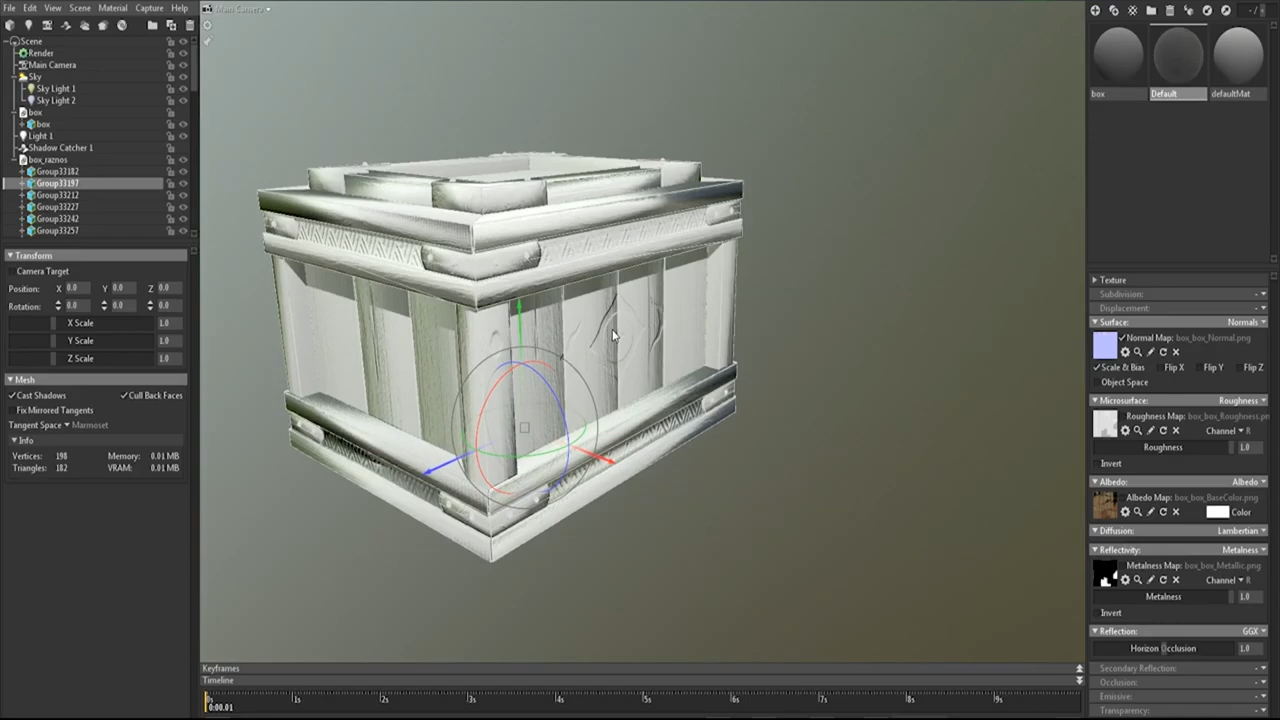 File Edit View Scene Material Capture Help
Main Camera
Scene
Render
Main Camera
Sky
Sky Light 1
Sky Light 2
box
box
Light 1
Shadow Catcher 1
box_raznos
Group33182
Group33197
Group33212
Group33227
Group33242
Group33257
Transform
Camera Target
Position: X 0.0 Y 0.0 Z 0.0
Rotation: 0.0 0.0 0.0
X Scale 1.0
Y Scale 1.0
Z Scale 1.0
Mesh
Cast Shadows Cull Back Faces
Fix Mirrored Tangents
Tangent Space Marmoset
Info
Vertices: 198 Memory: 0.01 MB
Triangles: 182 VRAM: 0.01 MB
Keyframes
Timeline
0s 1s 2s 3s 4s 5s 6s 7s 8s 9s
0:00.01
box Default defaultMat
Texture
Subdivision:
Displacement:
Surface: Normals
Normal Map: box_box_Normal.png
Scale & Bias Flip X Flip Y Flip Z
Object Space
Microsurface: Roughness
Roughness Map: box_box_Roughness.pn
Channel R
Roughness 1.0
Invert
Albedo: Albedo
Albedo Map: box_box_BaseColor.png
Color
Diffusion: Lambertian
Reflectivity: Metalness
Metalness Map: box_box_Metallic.png
Channel R
Metalness 1.0
Invert
Reflection: GGX
Horizon Occlusion 1.0
Secondary Reflection:
Occlusion:
Emissive:
Transparency: